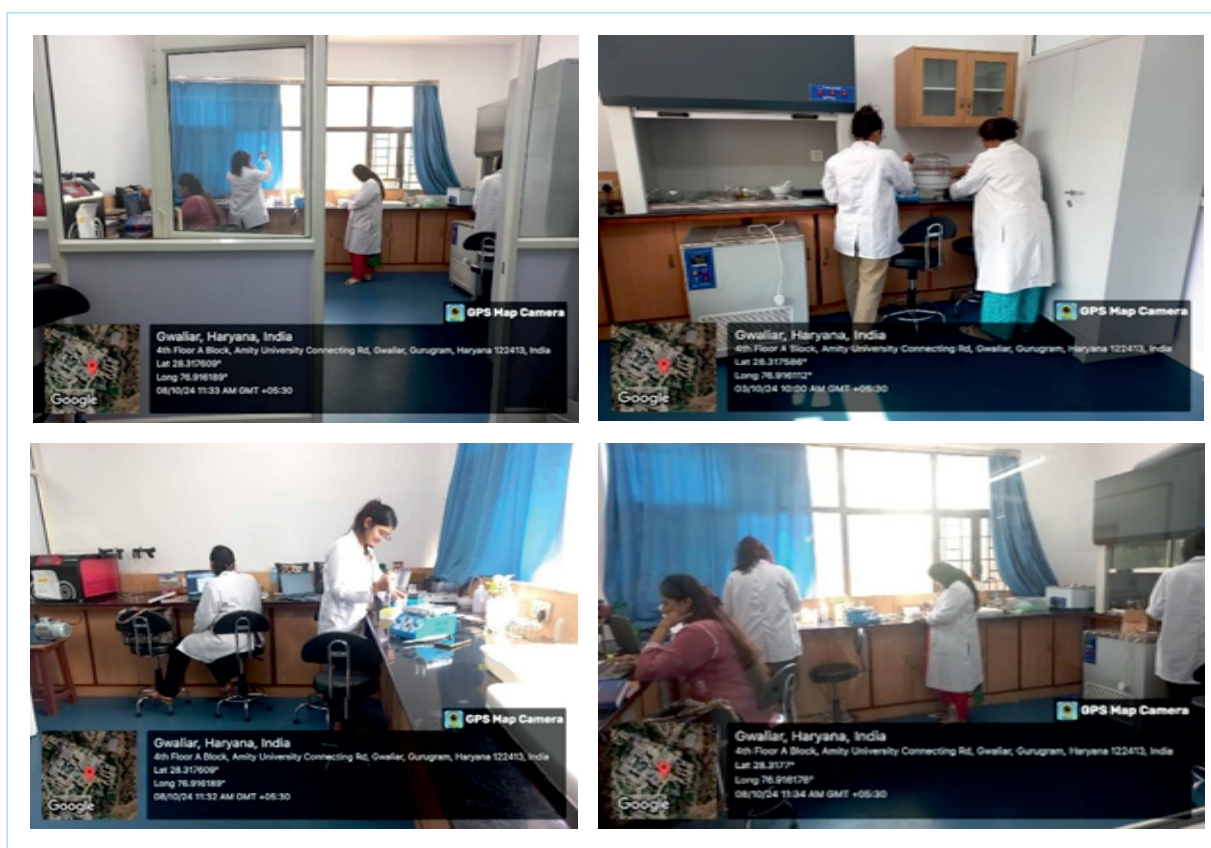 GPS Map Camera
Gwaliar, Haryana, India
4th Floor A Block, Amity University Connecting Rd, Gwaliar, Gurugram, Haryana 122413, India
Lat 28.317609°
Long 76.916189°
08/10/24 11:33 AM GMT +05:30
Google
GPS Map Camera
Gwaliar, Haryana, India
4th Floor A Block, Amity University Connecting Rd, Gwaliar, Gurugram, Haryana 122413, India
Lat 28.317586°
Long 76.916112°
03/10/24 10:00 AM GMT +05:30
Google
GPS Map Camera
Gwaliar, Haryana, India
4th Floor A Block, Amity University Connecting Rd, Gwaliar, Gurugram, Haryana 122413, India
Lat 28.317609°
Long 76.916189°
08/10/24 11:32 AM GMT +05:30
Google
GPS Map Camera
Gwaliar, Haryana, India
4th Floor A Block, Amity University Connecting Rd, Gwaliar, Gurugram, Haryana 122413, India
Lat 28.3177°
Long 76.916178°
08/10/24 11:34 AM GMT +05:30
Google